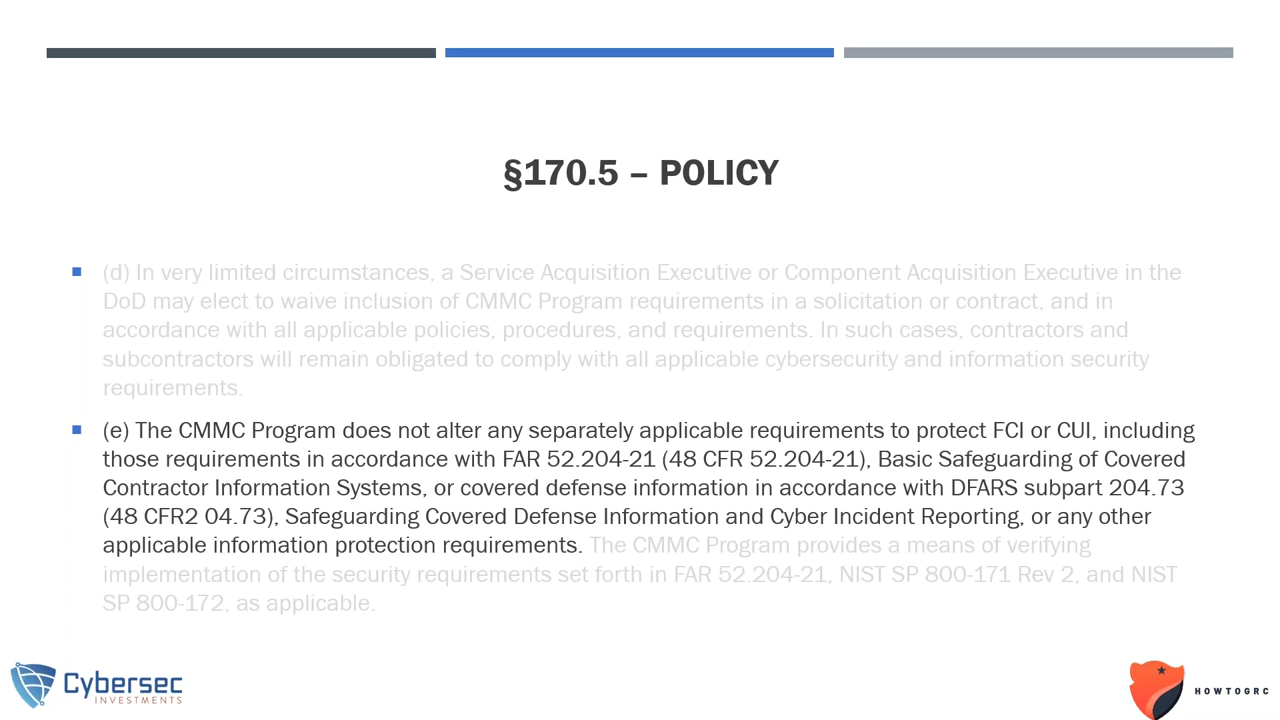 §170.5 – POLICY
(d) In very limited circumstances, a Service Acquisition Executive or Component Acquisition Executive in the
DoD may elect to waive inclusion of CMMC Program requirements in a solicitation or contract, and in
accordance with all applicable policies, procedures, and requirements. In such cases, contractors and
subcontractors will remain obligated to comply with all applicable cybersecurity and information security
requirements.
(e) The CMMC Program does not alter any separately applicable requirements to protect FCI or CUI, including
those requirements in accordance with FAR 52.204-21 (48 CFR 52.204-21), Basic Safeguarding of Covered
Contractor Information Systems, or covered defense information in accordance with DFARS subpart 204.73
(48 CFR2 04.73), Safeguarding Covered Defense Information and Cyber Incident Reporting, or any other
applicable information protection requirements. The CMMC Program provides a means of verifying
implementation of the security requirements set forth in FAR 52.204-21, NIST SP 800-171 Rev 2, and NIST
SP 800-172, as applicable.
Cybersec
INVESTMENTS
HOWTOGRC